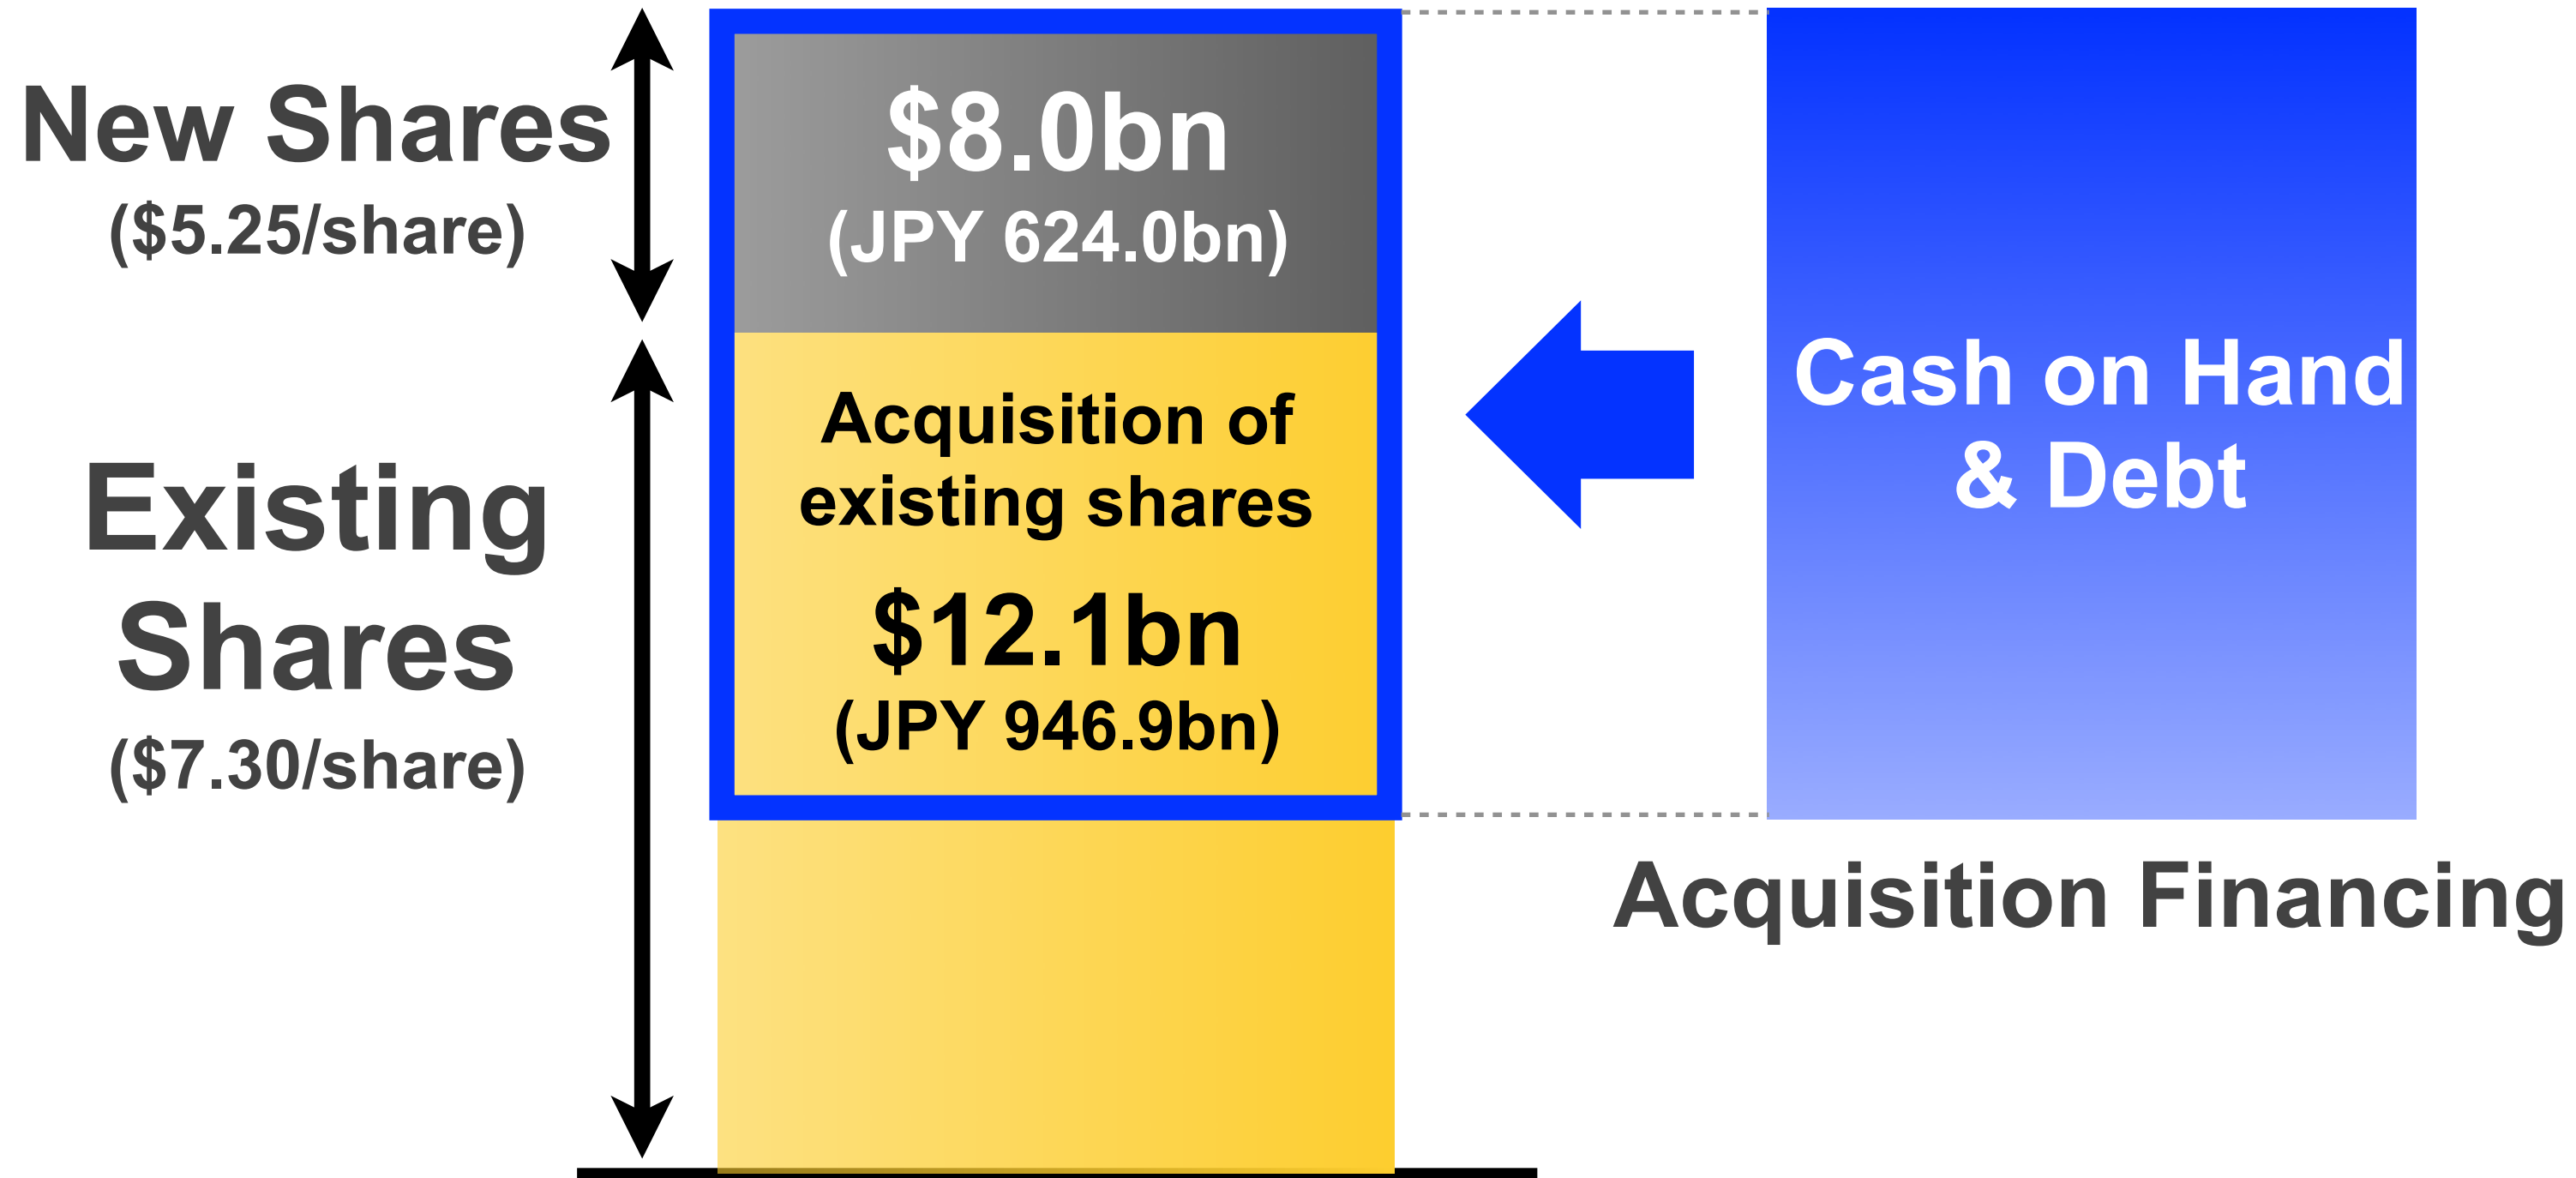 New Shares
($5.25/share)
$8.0bn
(JPY 624.0bn)
Existing
Shares
($7.30/share)
Acquisition of
existing shares
$12.1bn
(JPY 946.9bn)
Cash on Hand
& Debt
Acquisition Financing